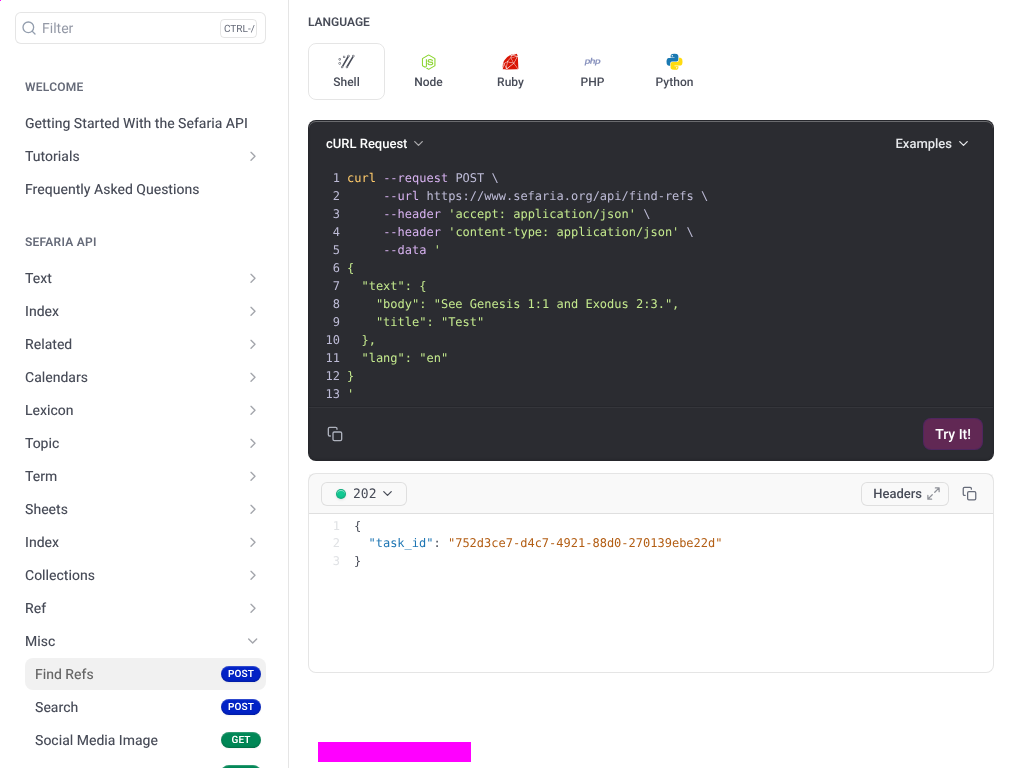 Filter
CTRL-/
WELCOME
Getting Started With the Sefaria API
Tutorials
Frequently Asked Questions
SEFARIA API
Text
Index
Related
Calendars
Lexicon
Topic
Term
Sheets
Index
Collections
Ref
Misc
Find Refs POST
Search POST
Social Media Image GET
LANGUAGE
Shell
Node
Ruby
php
PHP
Python
cURL Request
Examples
1 curl --request POST \
2 --url https://www.sefaria.org/api/find-refs \
3 --header 'accept: application/json' \
4 --header 'content-type: application/json' \
5 --data '
6 {
7 "text": {
8 "body": "See Genesis 1:1 and Exodus 2:3.",
9 "title": "Test"
10 },
11 "lang": "en"
12 }
13 '
Try It!
202
Headers
1 {
2 "task_id": "752d3ce7-d4c7-4921-88d0-270139ebe22d"
3 }